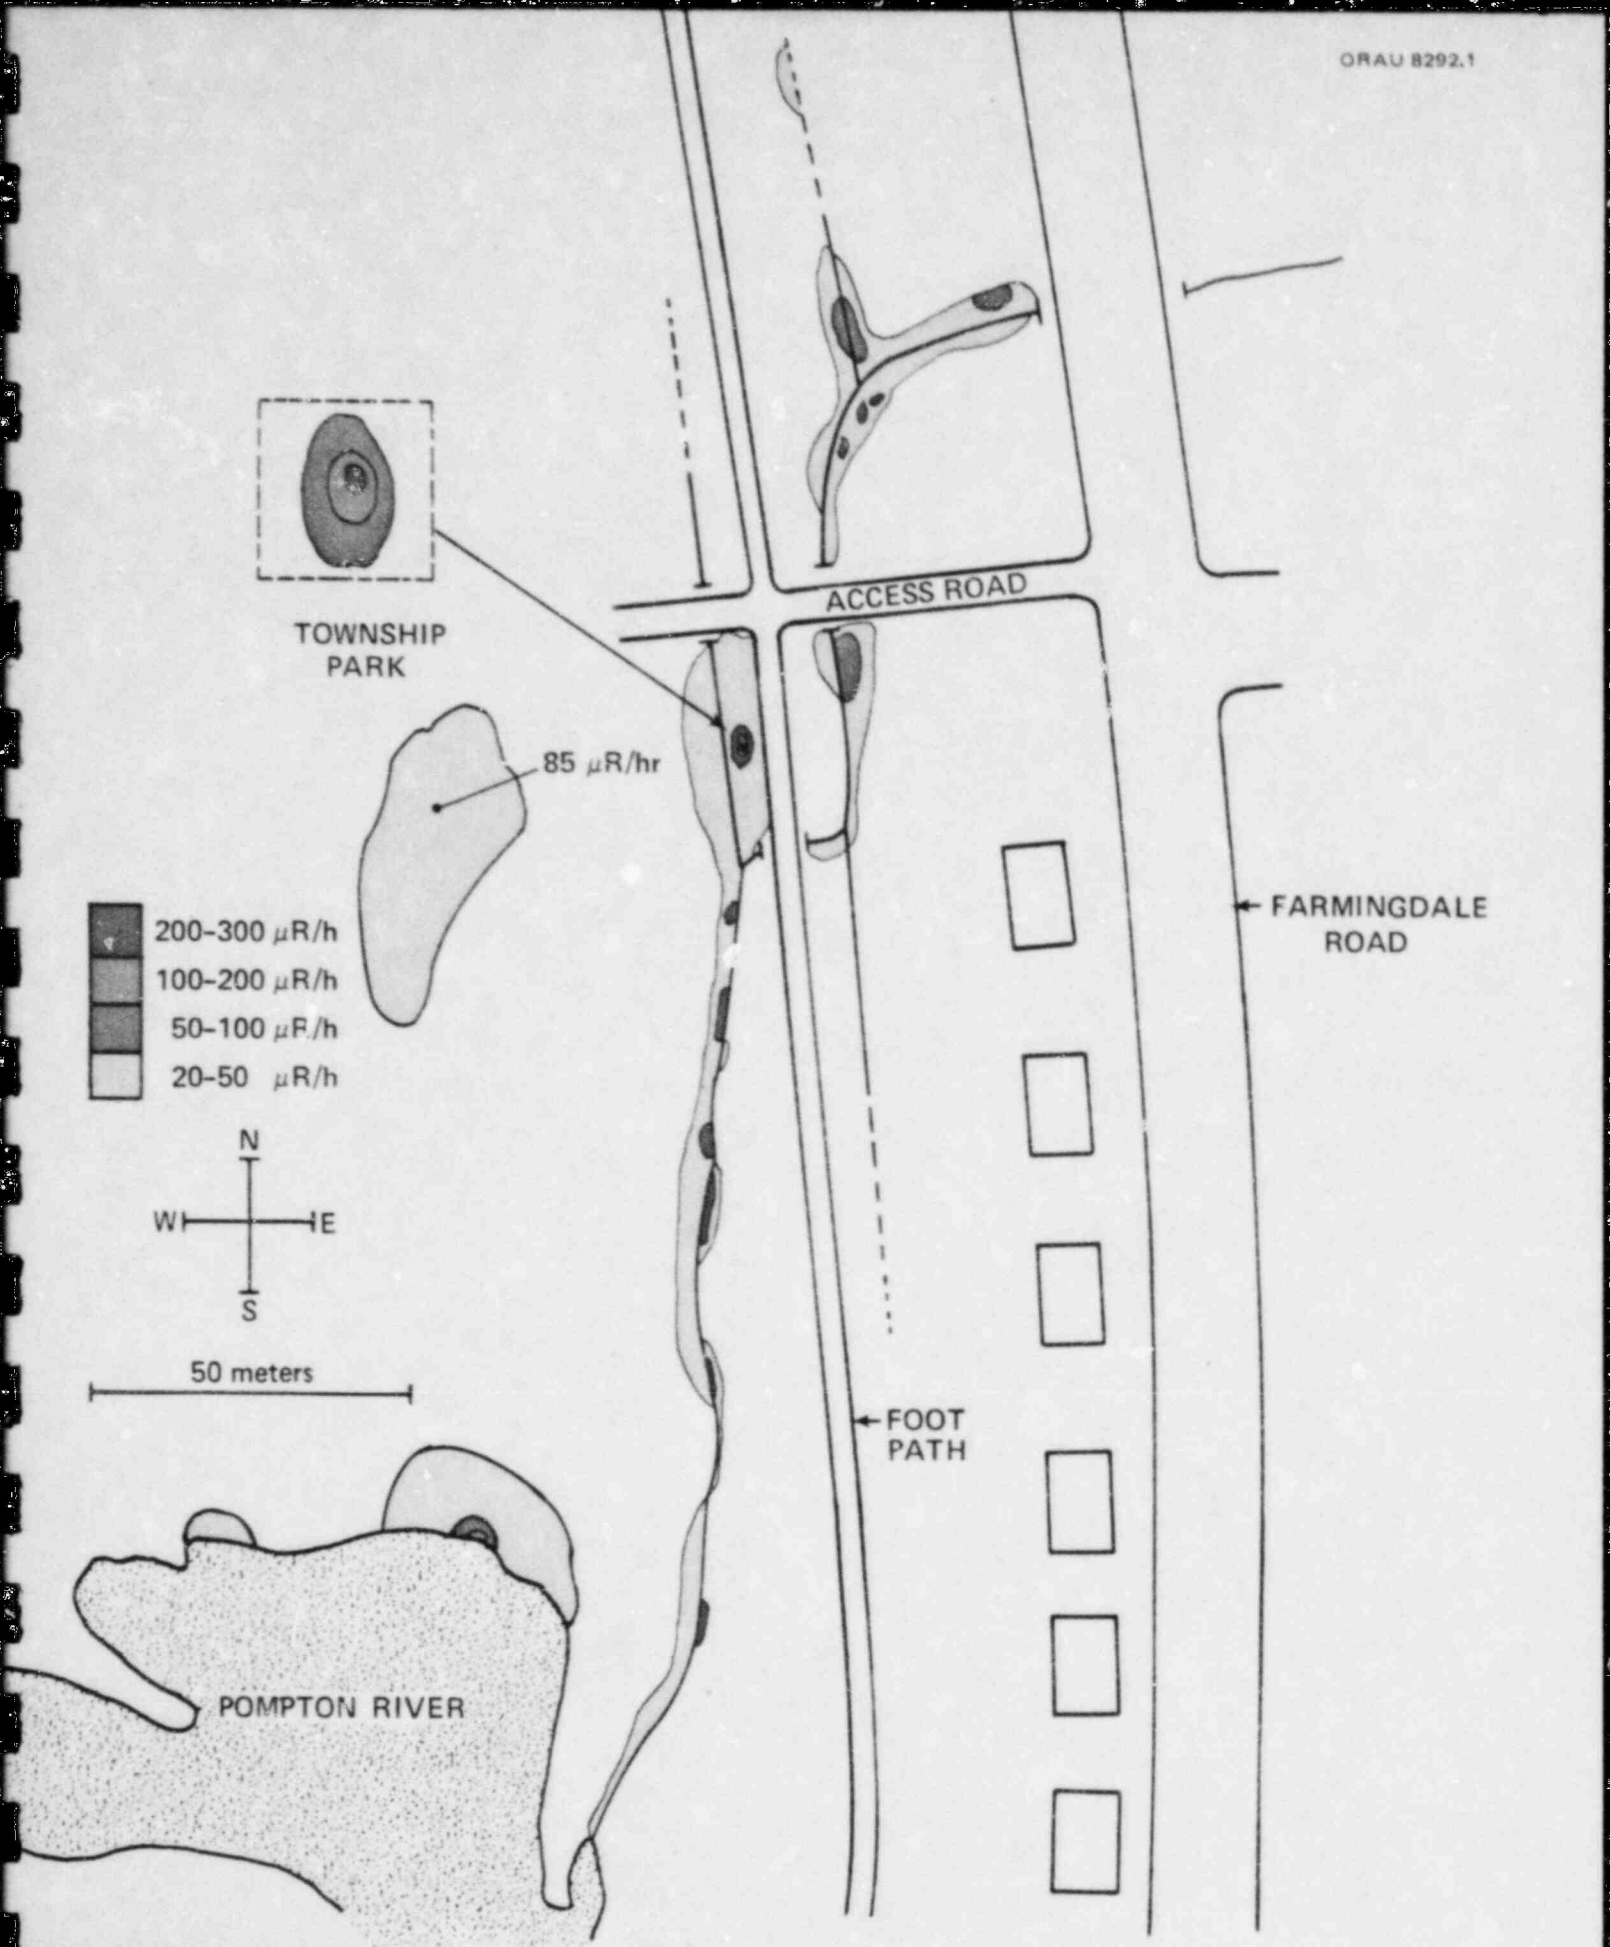 ORAU 8292.1
ACCESS ROAD
TOWNSHIP
PARK
85 μR/hr
FARMINGDALE
ROAD
200-300 μR/h
100-200 μR/h
50-100 μR/h
20-50 μR/h
N
W E
S
50 meters
FOOT
PATH
POMPTON RIVER